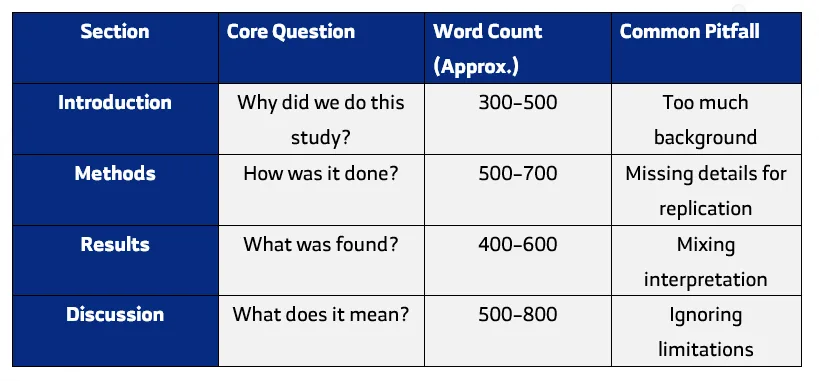 Section Core Question Word Count Common Pitfall
(Approx.)
Introduction Why did we do this 300–500 Too much
study? background
Methods How was it done? 500–700 Missing details for
replication
Results What was found? 400–600 Mixing
interpretation
Discussion What does it mean? 500–800 Ignoring
limitations